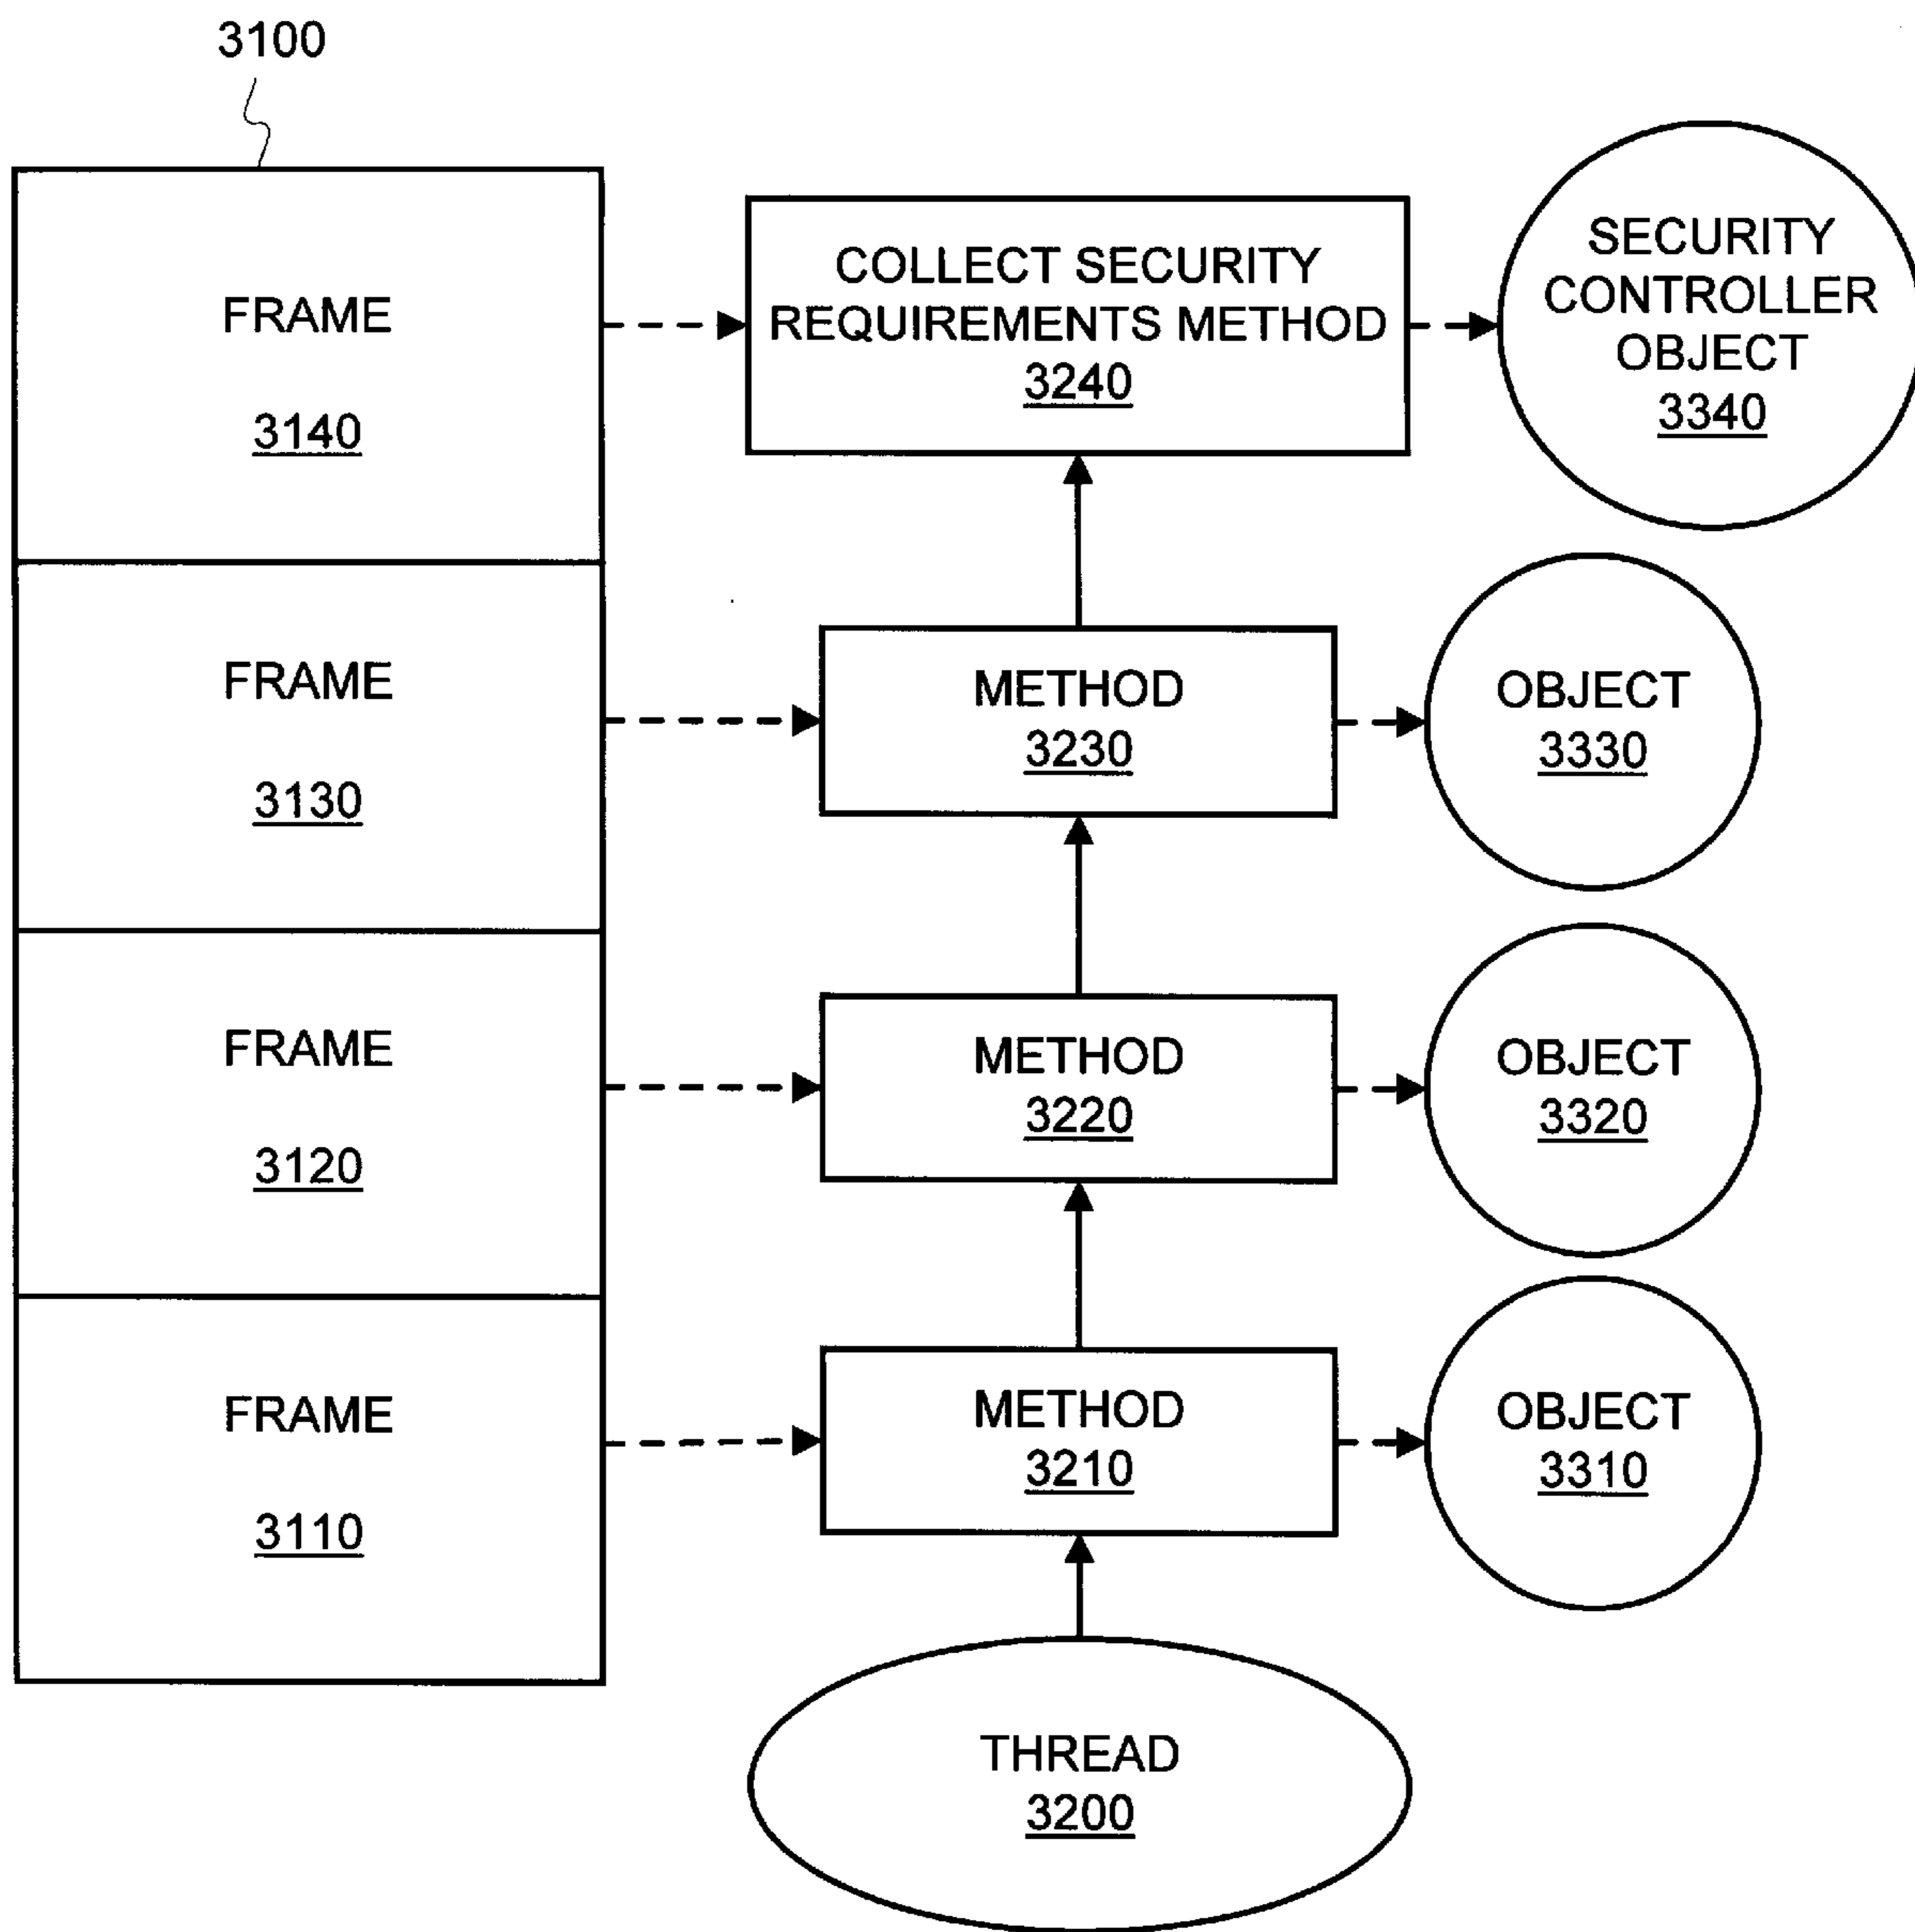 3100
FRAME
3140
COLLECT SECURITY
REQUIREMENTS METHOD
3240
SECURITY
CONTROLLER
OBJECT
3340
FRAME
3130
METHOD
3230
OBJECT
3330
FRAME
3120
METHOD
3220
OBJECT
3320
FRAME
3110
METHOD
3210
OBJECT
3310
THREAD
3200